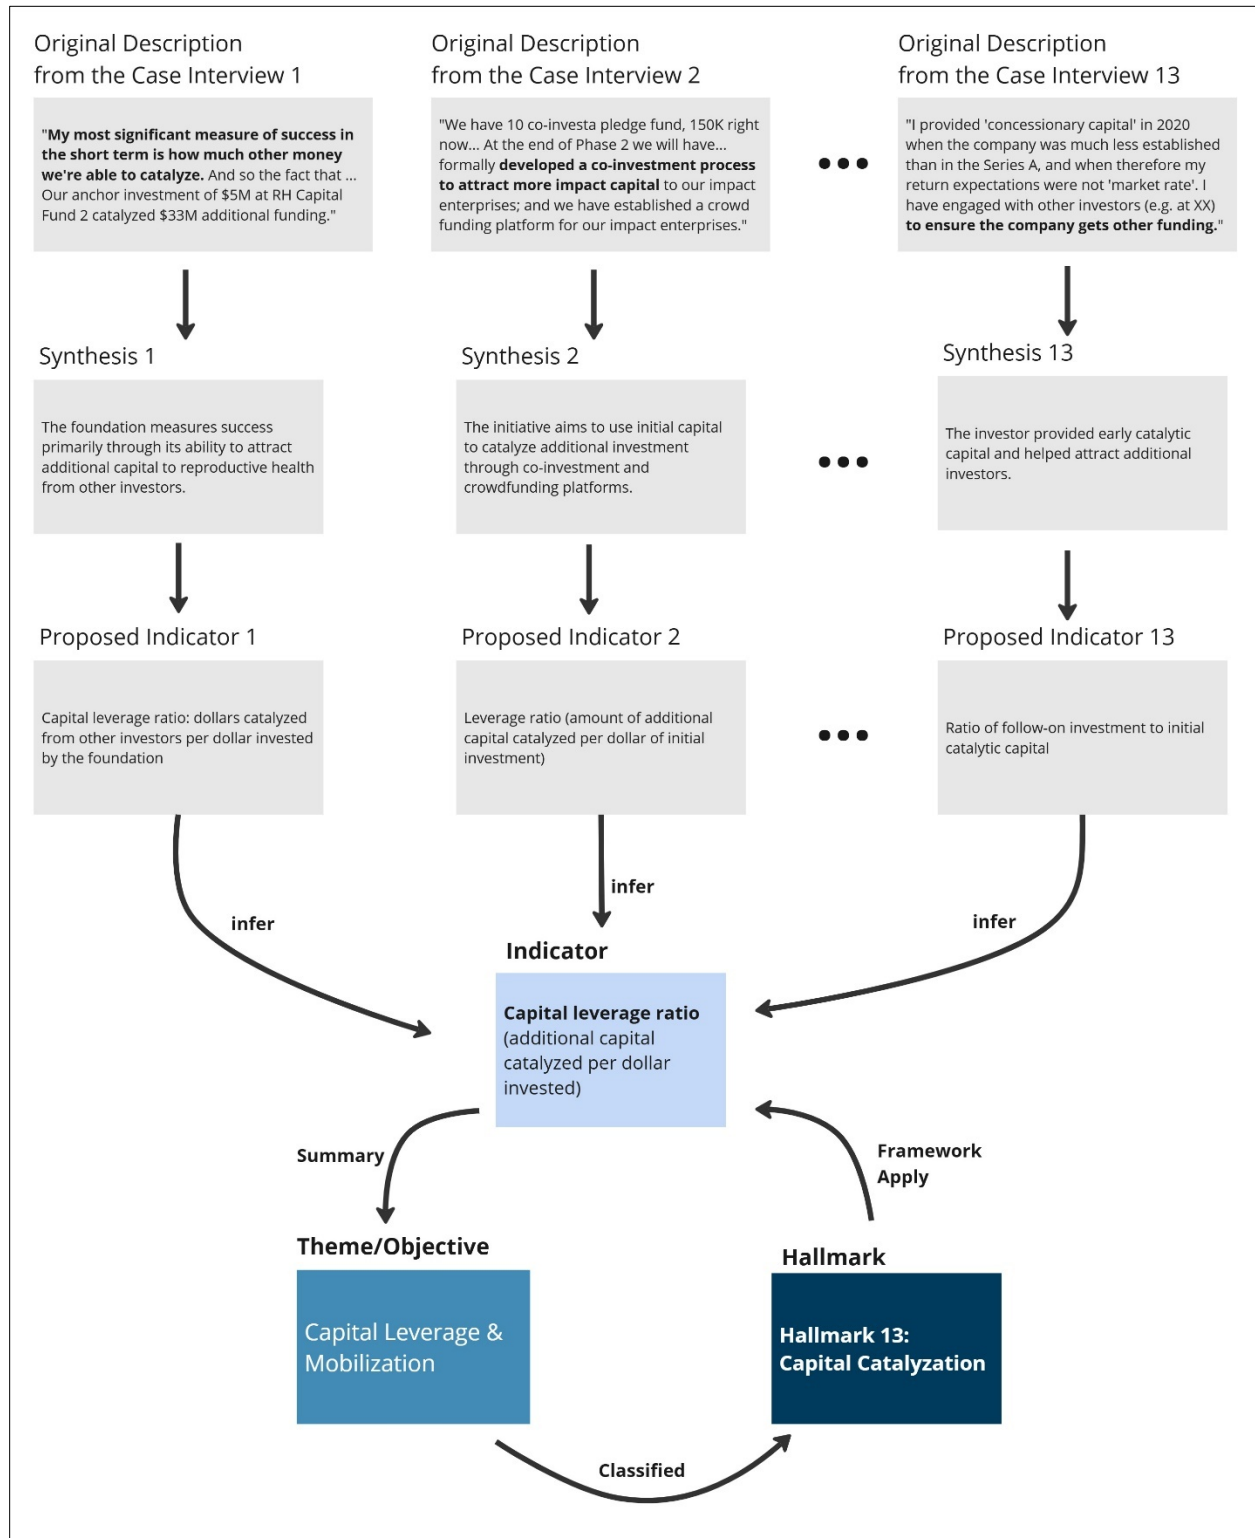 Original Description
from the Case Interview 1
"My most significant measure of success in
the short term is how much other money
we're able to catalyze. And so the fact that ...
Our anchor investment of $5M at RH Capital
Fund 2 catalyzed $33M additional funding."
Original Description
from the Case Interview 2
"We have 10 co-investa pledge fund, 150K right
now... At the end of Phase 2 we will have...
formally developed a co-investment process
to attract more impact capital to our impact
enterprises; and we have established a crowd
funding platform for our impact enterprises."
Original Description
from the Case Interview 13
"I provided 'concessionary capital' in 2020
when the company was much less established
than in the Series A, and when therefore my
return expectations were not 'market rate'. I
have engaged with other investors (e.g. at XX)
to ensure the company gets other funding."
Synthesis 1
The foundation measures success
primarily through its ability to attract
additional capital to reproductive health
from other investors.
Synthesis 2
The initiative aims to use initial capital
to catalyze additional investment
through co-investment and
crowdfunding platforms.
Synthesis 13
The investor provided early catalytic
capital and helped attract additional
investors.
Proposed Indicator 1
Capital leverage ratio: dollars catalyzed
from other investors per dollar invested
by the foundation
Proposed Indicator 2
Leverage ratio (amount of additional
capital catalyzed per dollar of initial
investment)
Proposed Indicator 13
Ratio of follow-on investment to initial
catalytic capital
infer
infer
infer
Indicator
Capital leverage ratio
(additional capital
catalyzed per dollar
invested)
Summary
Framework
Apply
Theme/Objective
Capital Leverage &
Mobilization
Hallmark
Hallmark 13:
Capital Catalyzation
Classified